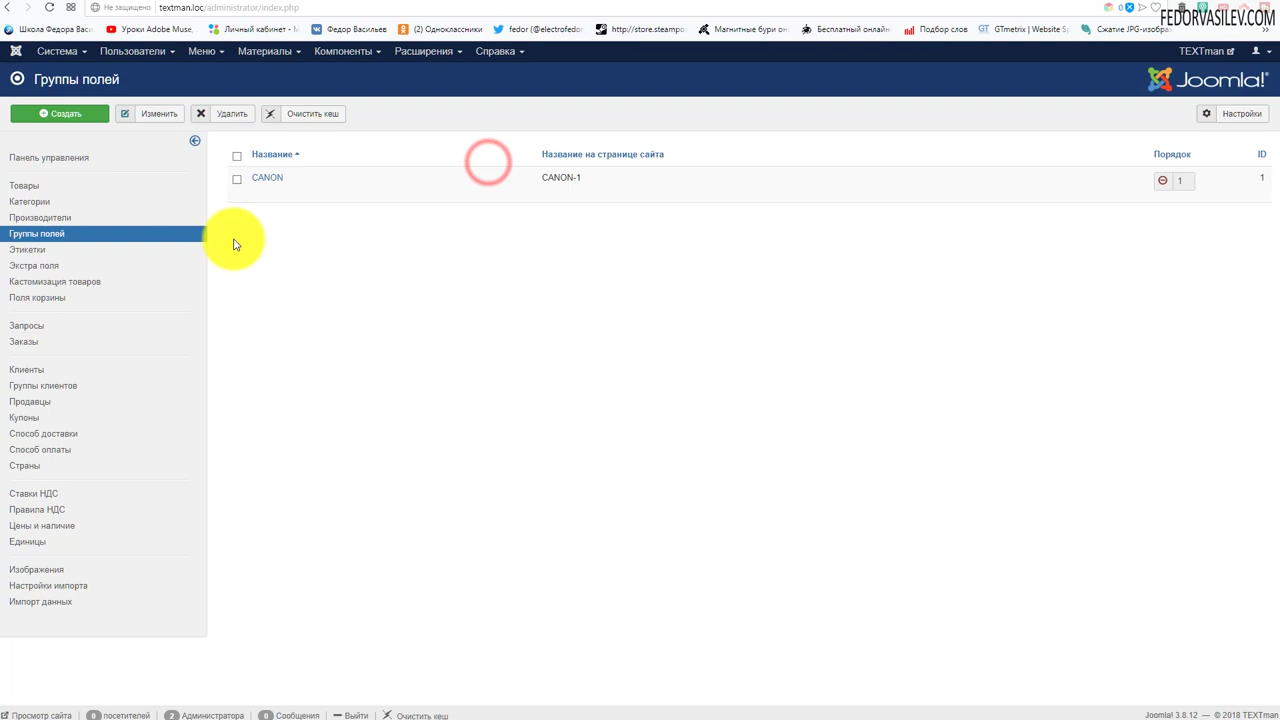 Не защищено textman.loc/administrator/index.php
FEDORVASILEV.COM
Школа Федора Васи
Уроки Adobe Muse,
Личный кабинет -
Федор Васильев
(2) Одноклассники
fedor (@electrofedor
http://store.steampo
Магнитные бури он
Бесплатный онлайн
Подбор слов
GTmetrix | Website Sp
Сжатие JPG-изобра
Система
Пользователи
Меню
Материалы
Компоненты
Расширения
Справка
TEXTman
Группы полей
Joomla!®
Создать
Изменить
Удалить
Очистить кеш
Настройки
Панель управления
Товары
Категории
Производители
Группы полей
Этикетки
Экстра поля
Кастомизация товаров
Поля корзины
Запросы
Заказы
Клиенты
Группы клиентов
Продавцы
Купоны
Способ доставки
Способ оплаты
Страны
Ставки НДС
Правила НДС
Цены и наличие
Единицы
Изображения
Настройки импорта
Импорт данных
Название Название на странице сайта Порядок ID
CANON CANON-1 1 1
Просмотр сайта 0 посетителей 2 Администратора 0 Сообщения Выйти Очистить кеш
Joomla! 3.8.12 — © 2018 TEXTman